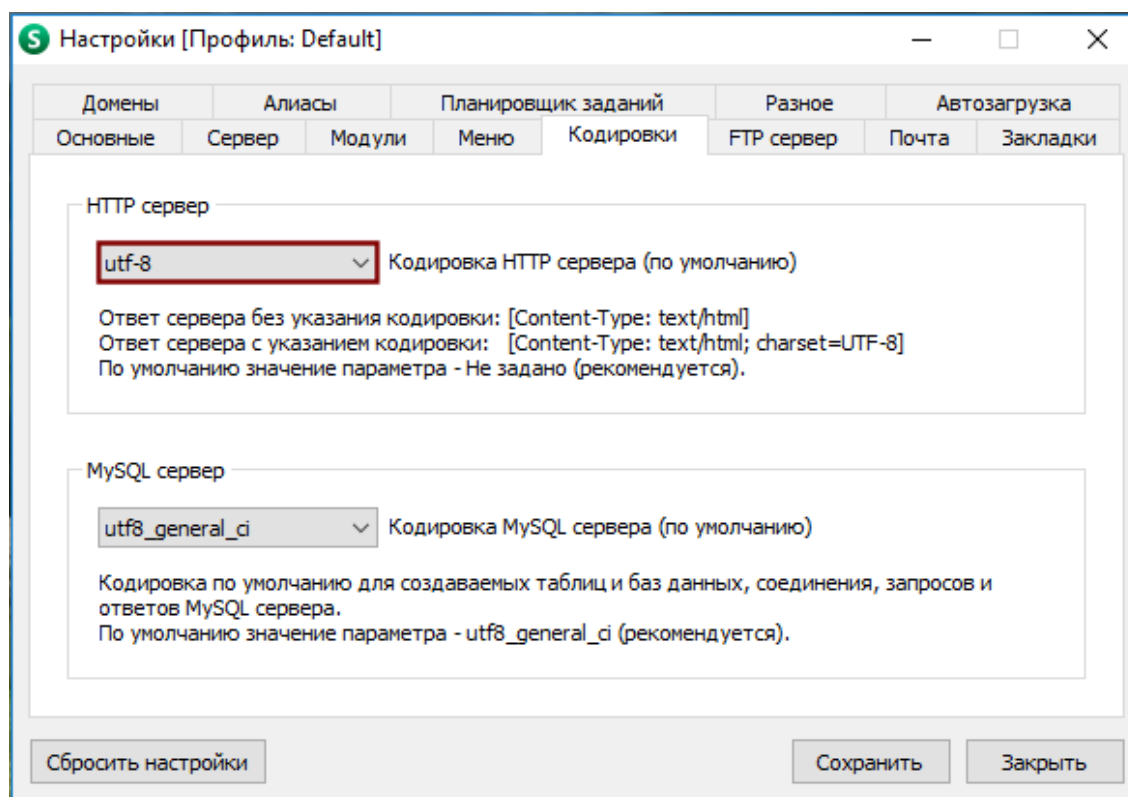 S Настройки [Профиль: Default]
Домены Алиасы Планировщик заданий Разное Автозагрузка
Основные Сервер Модули Меню Кодировки FTP сервер Почта Закладки
HTTP сервер
utf-8 Кодировка HTTP сервера (по умолчанию)
Ответ сервера без указания кодировки: [Content-Type: text/html]
Ответ сервера с указанием кодировки: [Content-Type: text/html; charset=UTF-8]
По умолчанию значение параметра - Не задано (рекомендуется).
MySQL сервер
utf8_general_ci Кодировка MySQL сервера (по умолчанию)
Кодировка по умолчанию для создаваемых таблиц и баз данных, соединения, запросов и
ответов MySQL сервера.
По умолчанию значение параметра - utf8_general_ci (рекомендуется).
Сбросить настройки Сохранить Закрыть